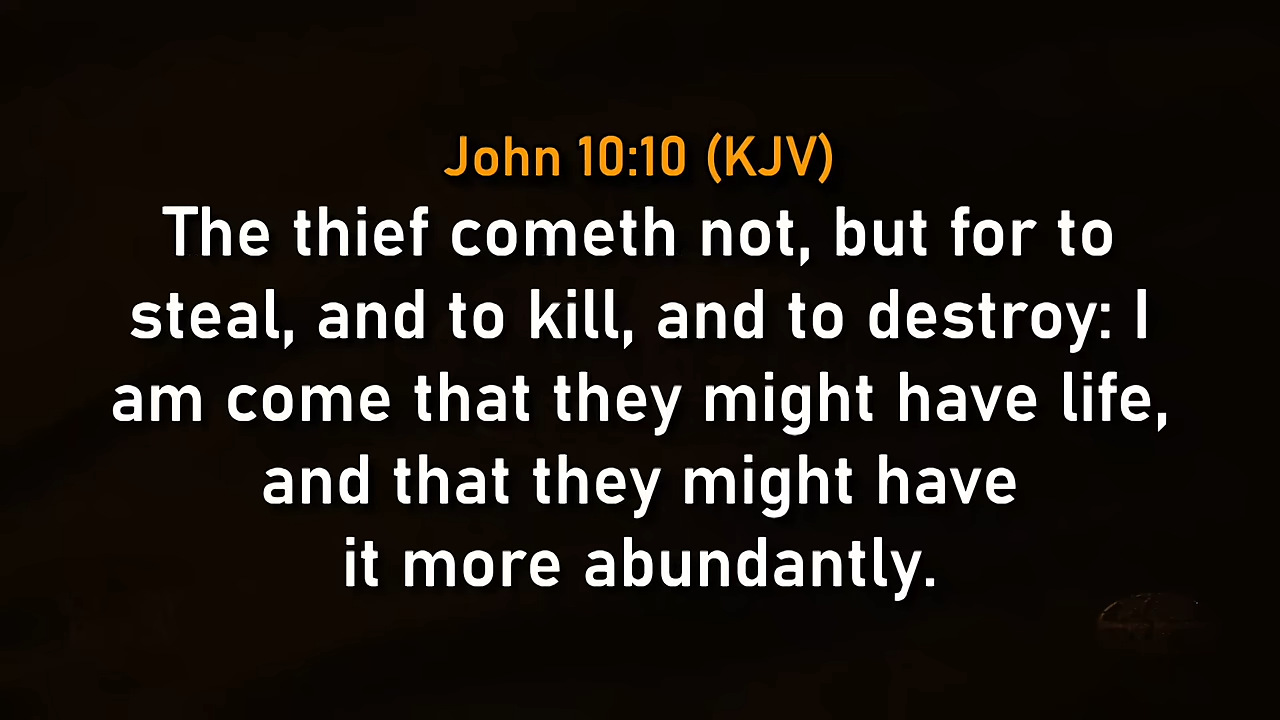 John 10:10 (KJV)
The thief cometh not, but for to
steal, and to kill, and to destroy: I
am come that they might have life,
and that they might have
it more abundantly.